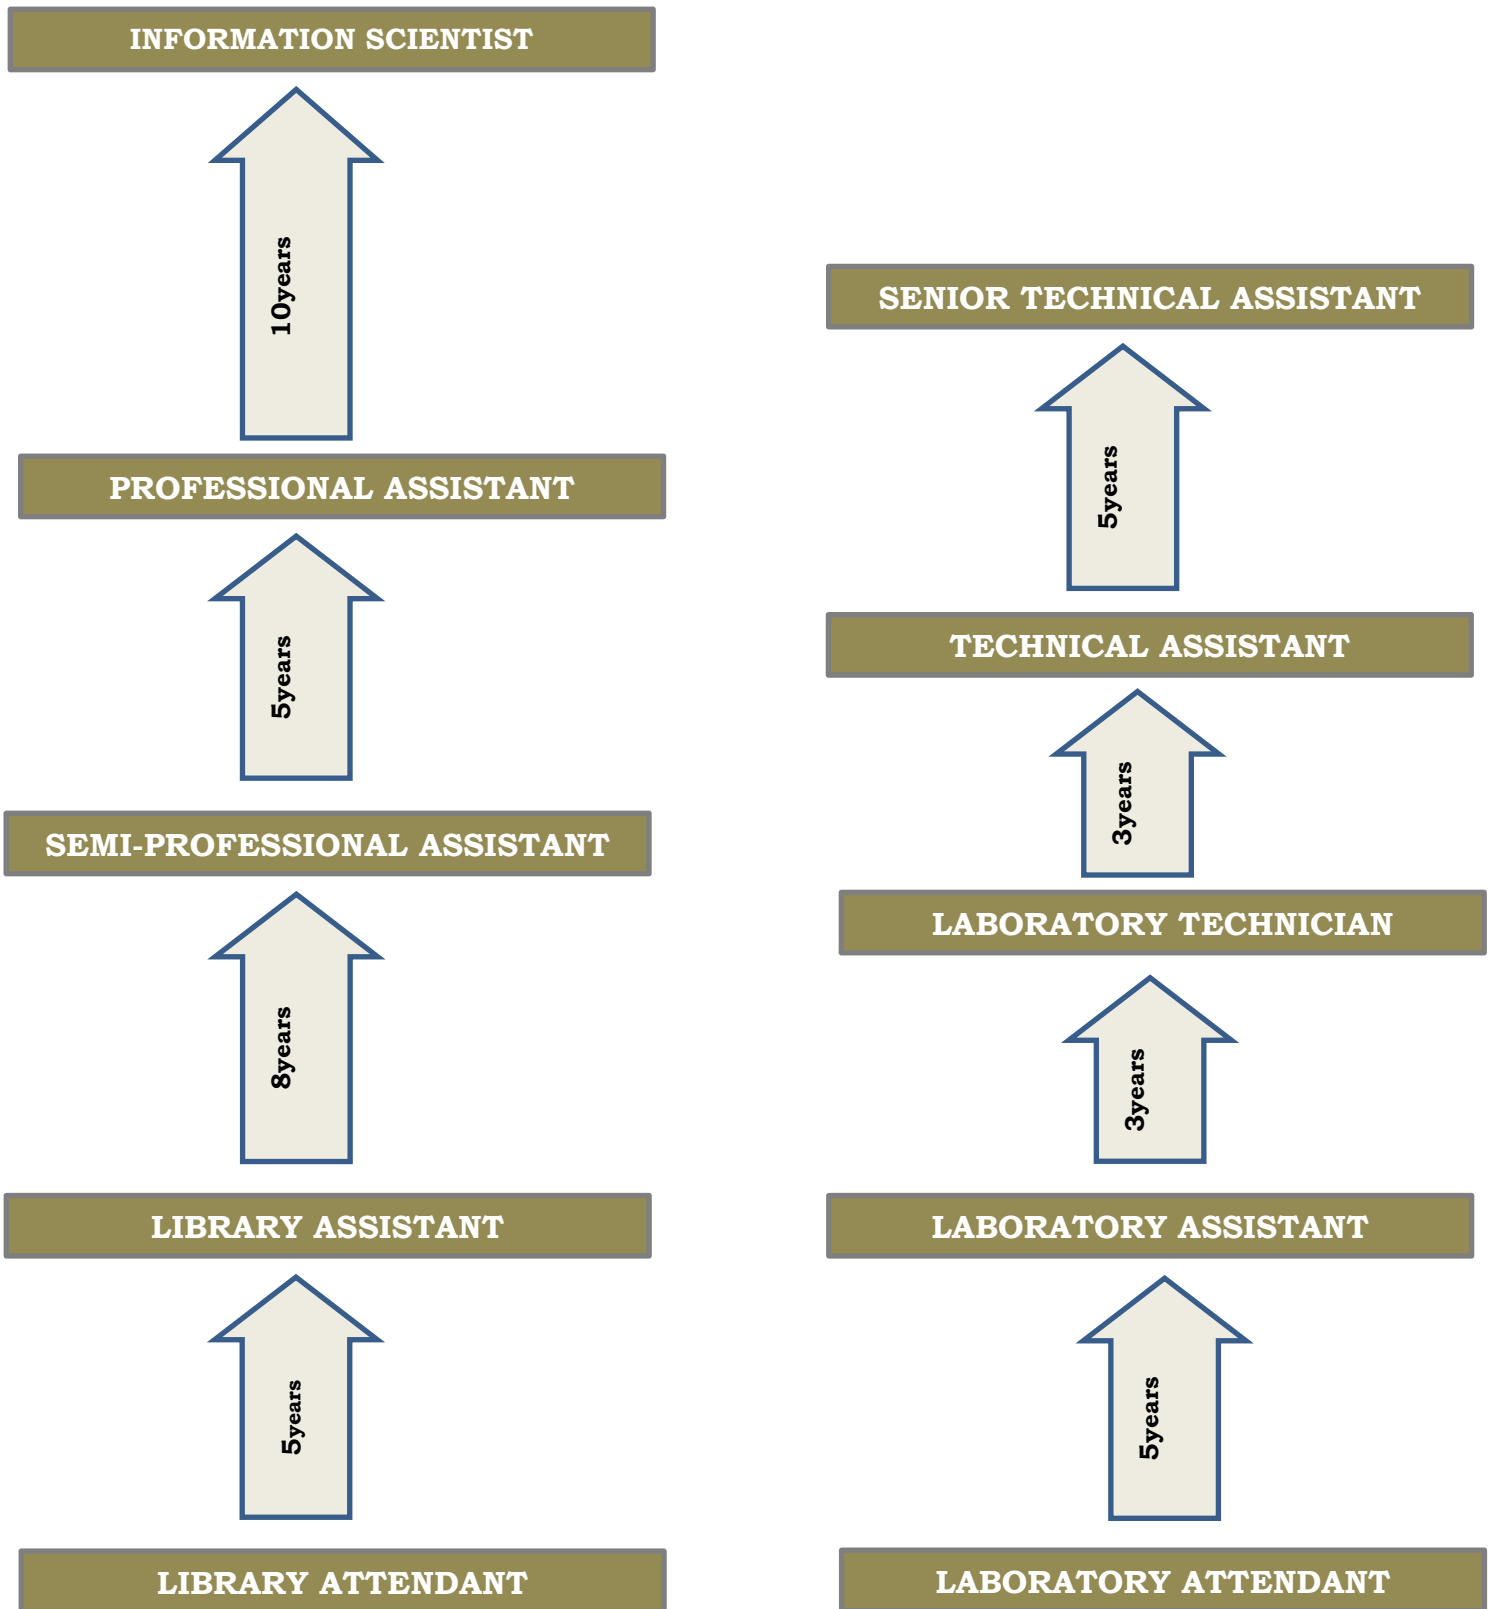 INFORMATION SCIENTIST
10years
PROFESSIONAL ASSISTANT
5years
SEMI-PROFESSIONAL ASSISTANT
8years
LIBRARY ASSISTANT
5years
LIBRARY ATTENDANT
SENIOR TECHNICAL ASSISTANT
5years
TECHNICAL ASSISTANT
3years
LABORATORY TECHNICIAN
3years
LABORATORY ASSISTANT
5years
LABORATORY ATTENDANT